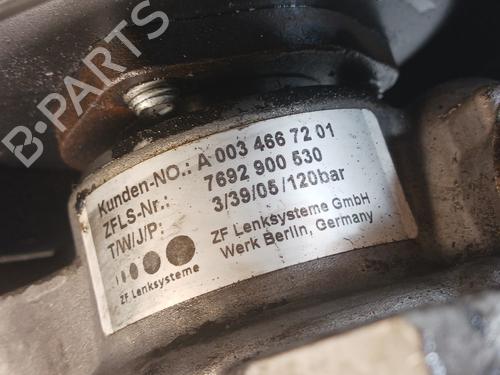 B-PARTS
Kunden-NO.: A 003 466 72 01
ZFLS-Nr.: 7692 900 530
T/W/J/P: 3/39/05/120bar
ZF Lenksysteme GmbH
Werk Berlin, Germany
ZF Lenksysteme